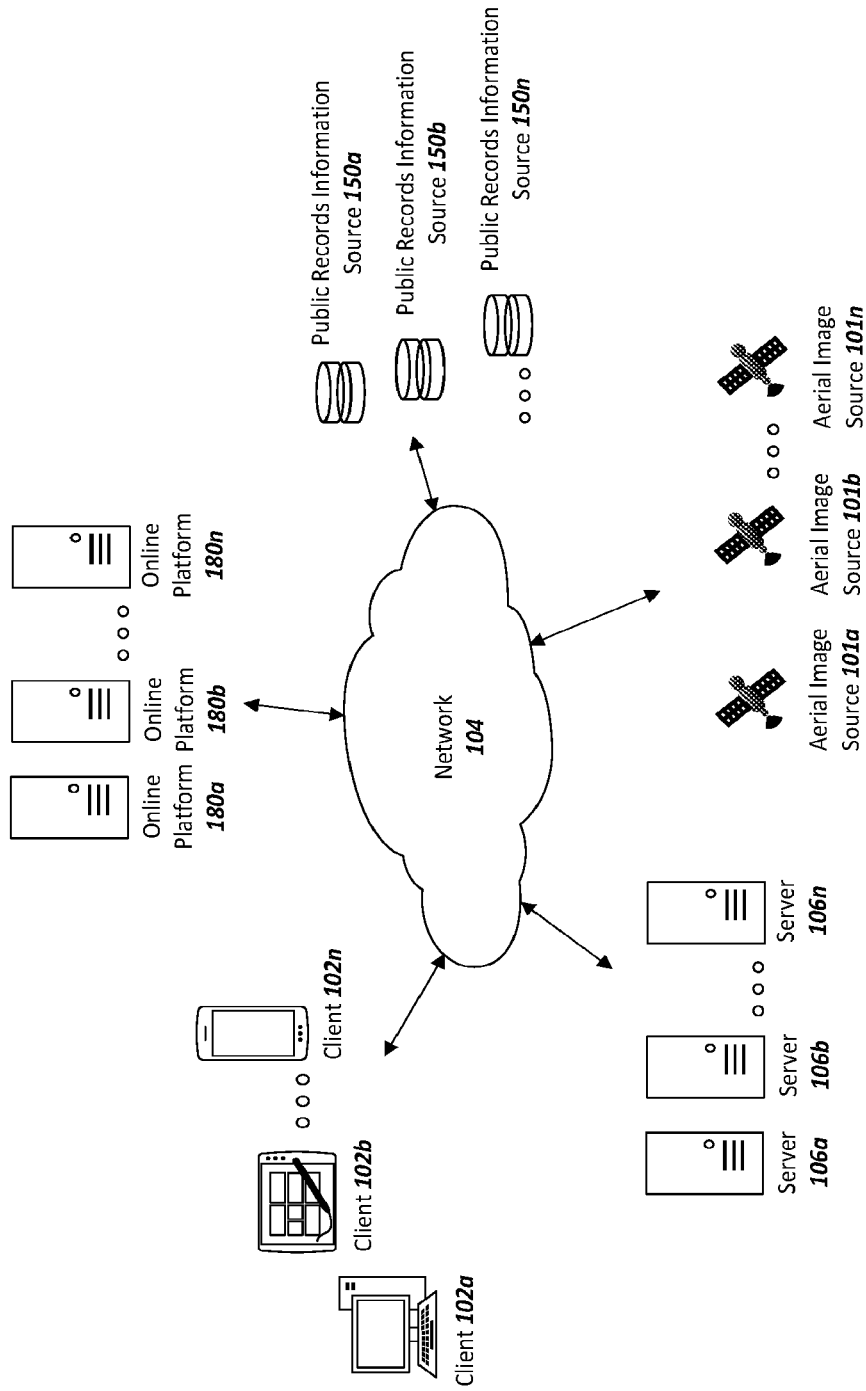 Online
Platform
180a
Online
Platform
180b
Online
Platform
180n
Client 102a
Client 102b
Client 102n
Public Records Information
Source 150a
Public Records Information
Source 150b
Public Records Information
Source 150n
Network
104
Server
106a
Server
106b
Server
106n
Aerial Image
Source 101a
Aerial Image
Source 101b
Aerial Image
Source 101n